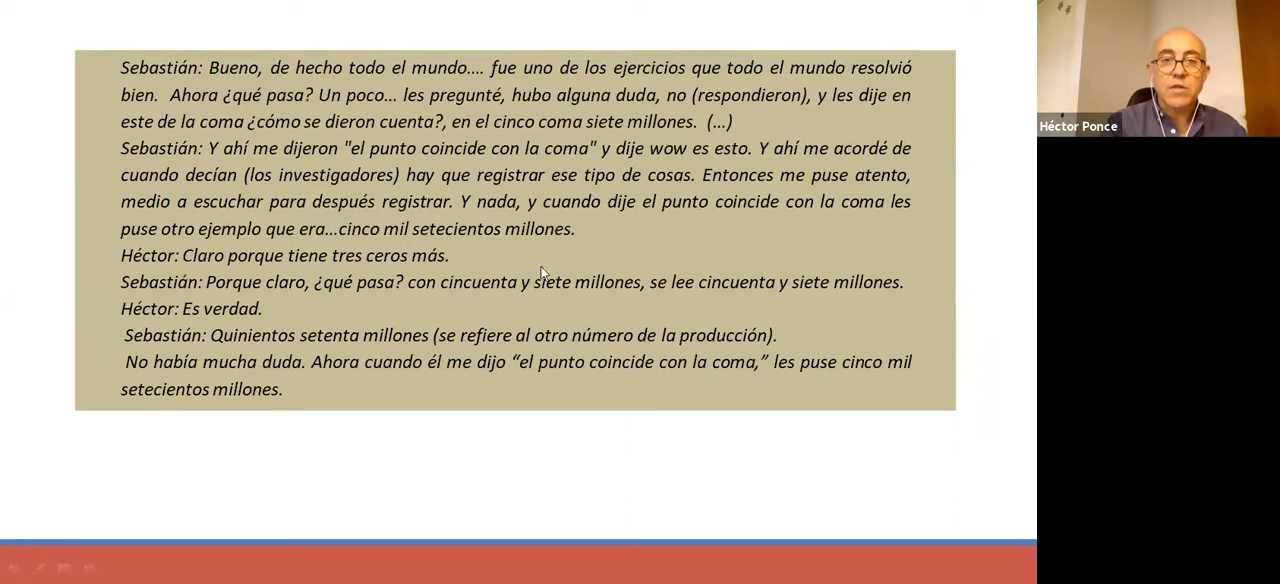 Sebastián: Bueno, de hecho todo el mundo.... fue uno de los ejercicios que todo el mundo resolvió
bien. Ahora ¿qué pasa? Un poco... les pregunté, hubo alguna duda, no (respondieron), y les dije en
este de la coma ¿cómo se dieron cuenta?, en el cinco coma siete millones. (...)
Sebastián: Y ahí me dijeron "el punto coincide con la coma" y dije wow es esto. Y ahí me acordé de
cuando decían (los investigadores) hay que registrar ese tipo de cosas. Entonces me puse atento,
medio a escuchar para después registrar. Y nada, y cuando dije el punto coincide con la coma les
puse otro ejemplo que era...cinco mil setecientos millones.
Héctor: Claro porque tiene tres ceros más.
Sebastián: Porque claro, ¿qué pasa? con cincuenta y siete millones, se lee cincuenta y siete millones.
Héctor: Es verdad.
Sebastián: Quinientos setenta millones (se refiere al otro número de la producción).
No había mucha duda. Ahora cuando él me dijo “el punto coincide con la coma,” les puse cinco mil
setecientos millones.
Héctor Ponce